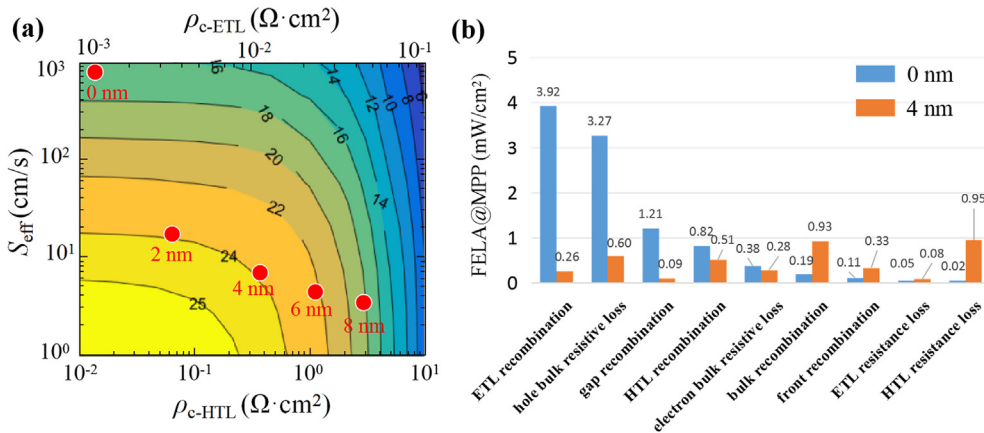 (a)
ρc-ETL (Ω·cm²)
10⁻³ 10⁻² 10⁻¹
10³
10²
10¹
10⁰
Seff (cm/s)
16
14
12
10
8
6
18
16
20
14
22
24
25
0 nm
2 nm
4 nm
6 nm
8 nm
10⁻² 10⁻¹ 10⁰ 10¹
ρc-HTL (Ω·cm²)
(b)
FELA@MPP (mW/cm²)
5
4
3
2
1
0
0 nm
4 nm
3.92 0.26
3.27 0.60
1.21 0.09
0.82 0.51
0.38 0.28
0.19 0.93
0.11 0.33
0.05 0.08
0.02 0.95
ETL recombination
hole bulk resistive loss
gap recombination
HTL recombination
electron bulk resistive loss
bulk recombination
front recombination
ETL resistance loss
HTL resistance loss